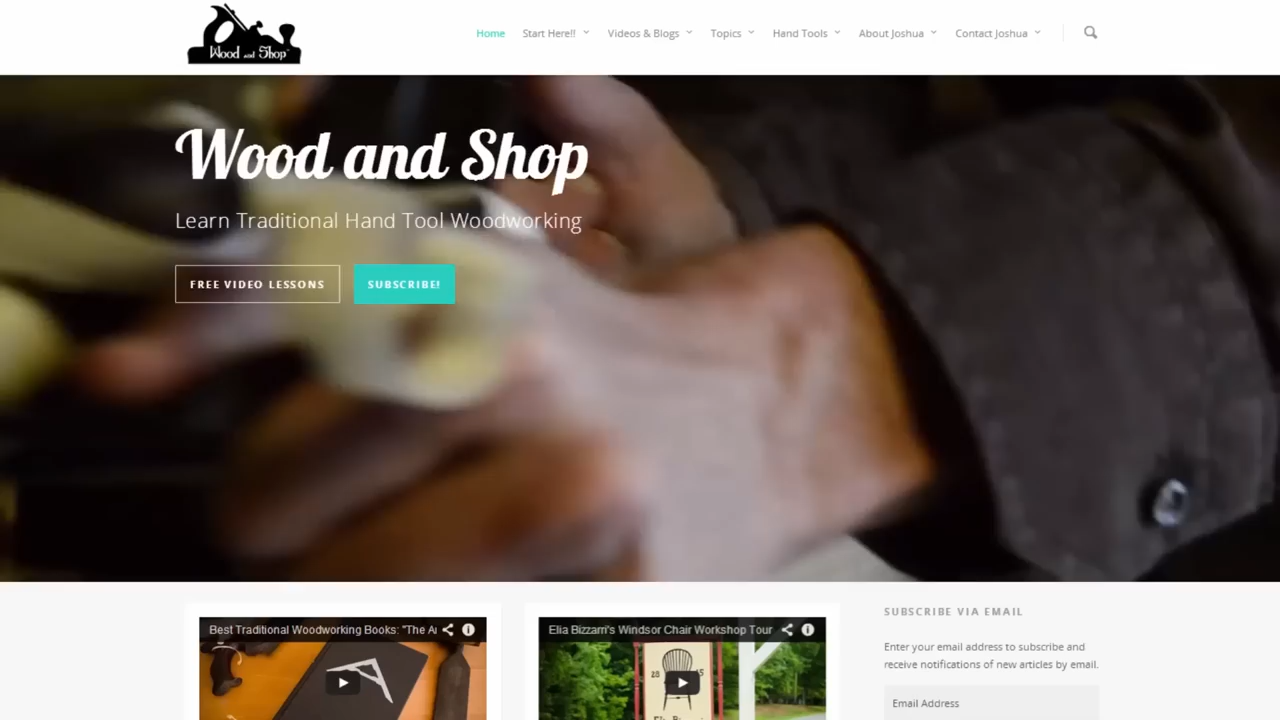 Wood and Shop
Home Start Here!! Videos & Blogs Topics Hand Tools About Joshua Contact Joshua
Wood and Shop
Learn Traditional Hand Tool Woodworking
FREE VIDEO LESSONS SUBSCRIBE!
SUBSCRIBE VIA EMAIL
Best Traditional Woodworking Books: "The
Elia Bizzarri's Windsor Chair Workshop Tour
Enter your email address to subscribe and
receive notifications of new articles by email.
Email Address